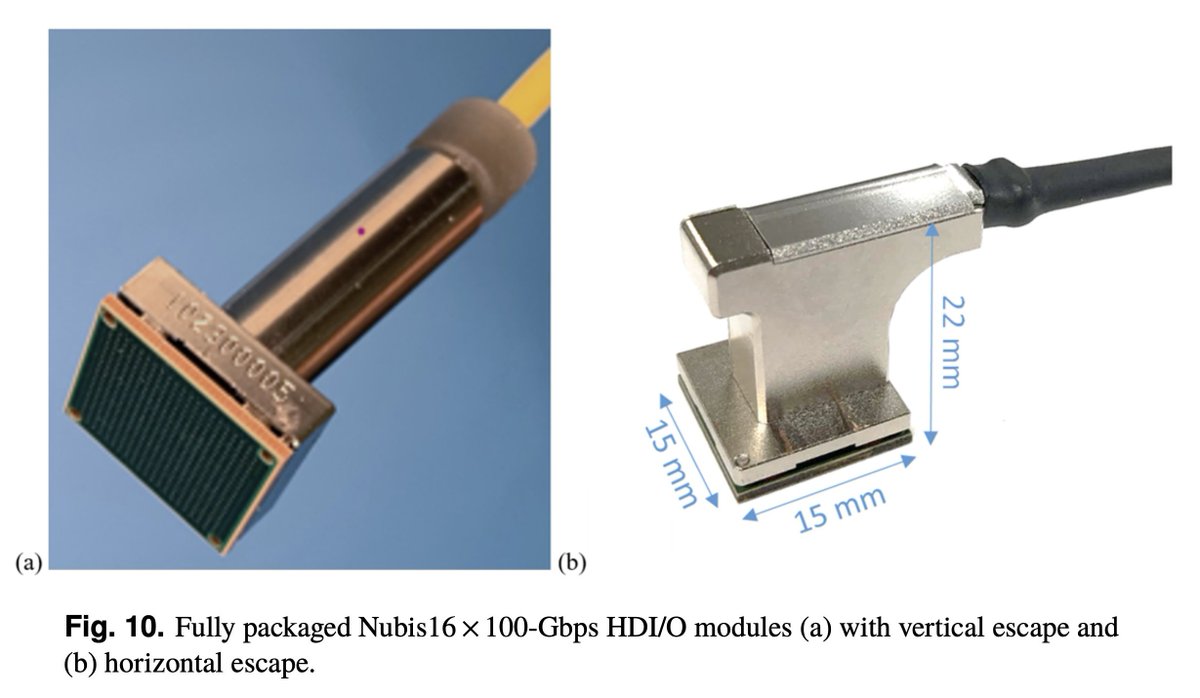 102300005
22 mm
15 mm
15 mm
(a)
(b)
Fig. 10. Fully packaged Nubis16 × 100-Gbps HDI/O modules (a) with vertical escape and
(b) horizontal escape.